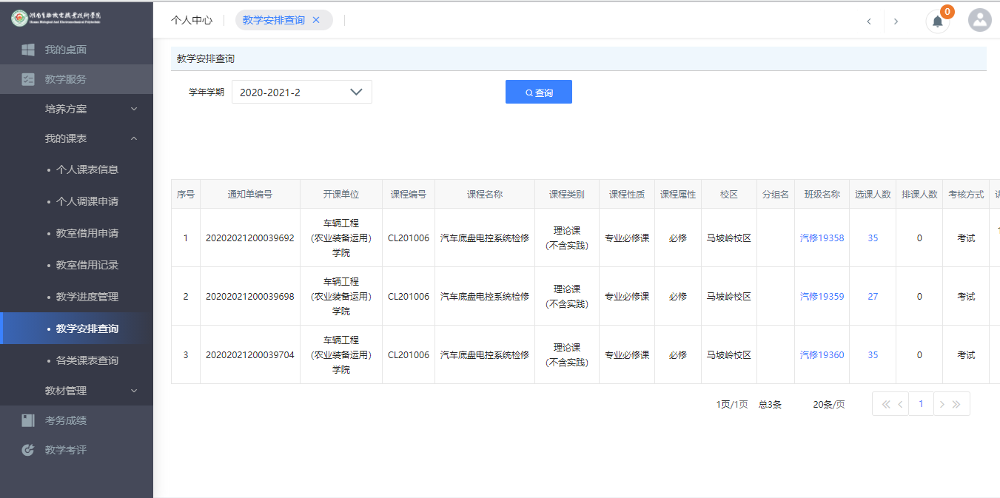 湖南生物机电职业技术学院
Hunan Biological And Electromechanical Polytechnic
个人中心
教学安排查询 ×
0
我的桌面
教学服务
培养方案
我的课表
• 个人课表信息
• 个人调课申请
• 教室借用申请
• 教室借用记录
• 教学进度管理
• 教学安排查询
• 各类课表查询
教材管理
考务成绩
教学考评
教学安排查询
学年学期 2020-2021-2 查询
序号 通知单编号 开课单位 课程编号 课程名称 课程类别 课程性质 课程属性 校区 分组名 班级名称 选课人数 排课人数 考核方式
1 20202021200039692 车辆工程
(农业装备运用)
学院
CL201006 汽车底盘电控系统检修 理论课
(不含实践)
专业必修课 必修 马坡岭校区 汽修19358 35 0 考试
2 20202021200039698 车辆工程
(农业装备运用)
学院
CL201006 汽车底盘电控系统检修 理论课
(不含实践)
专业必修课 必修 马坡岭校区 汽修19359 27 0 考试
3 20202021200039704 车辆工程
(农业装备运用)
学院
CL201006 汽车底盘电控系统检修 理论课
(不含实践)
专业必修课 必修 马坡岭校区 汽修19360 35 0 考试
1页/1页 总3条 20条/页 1